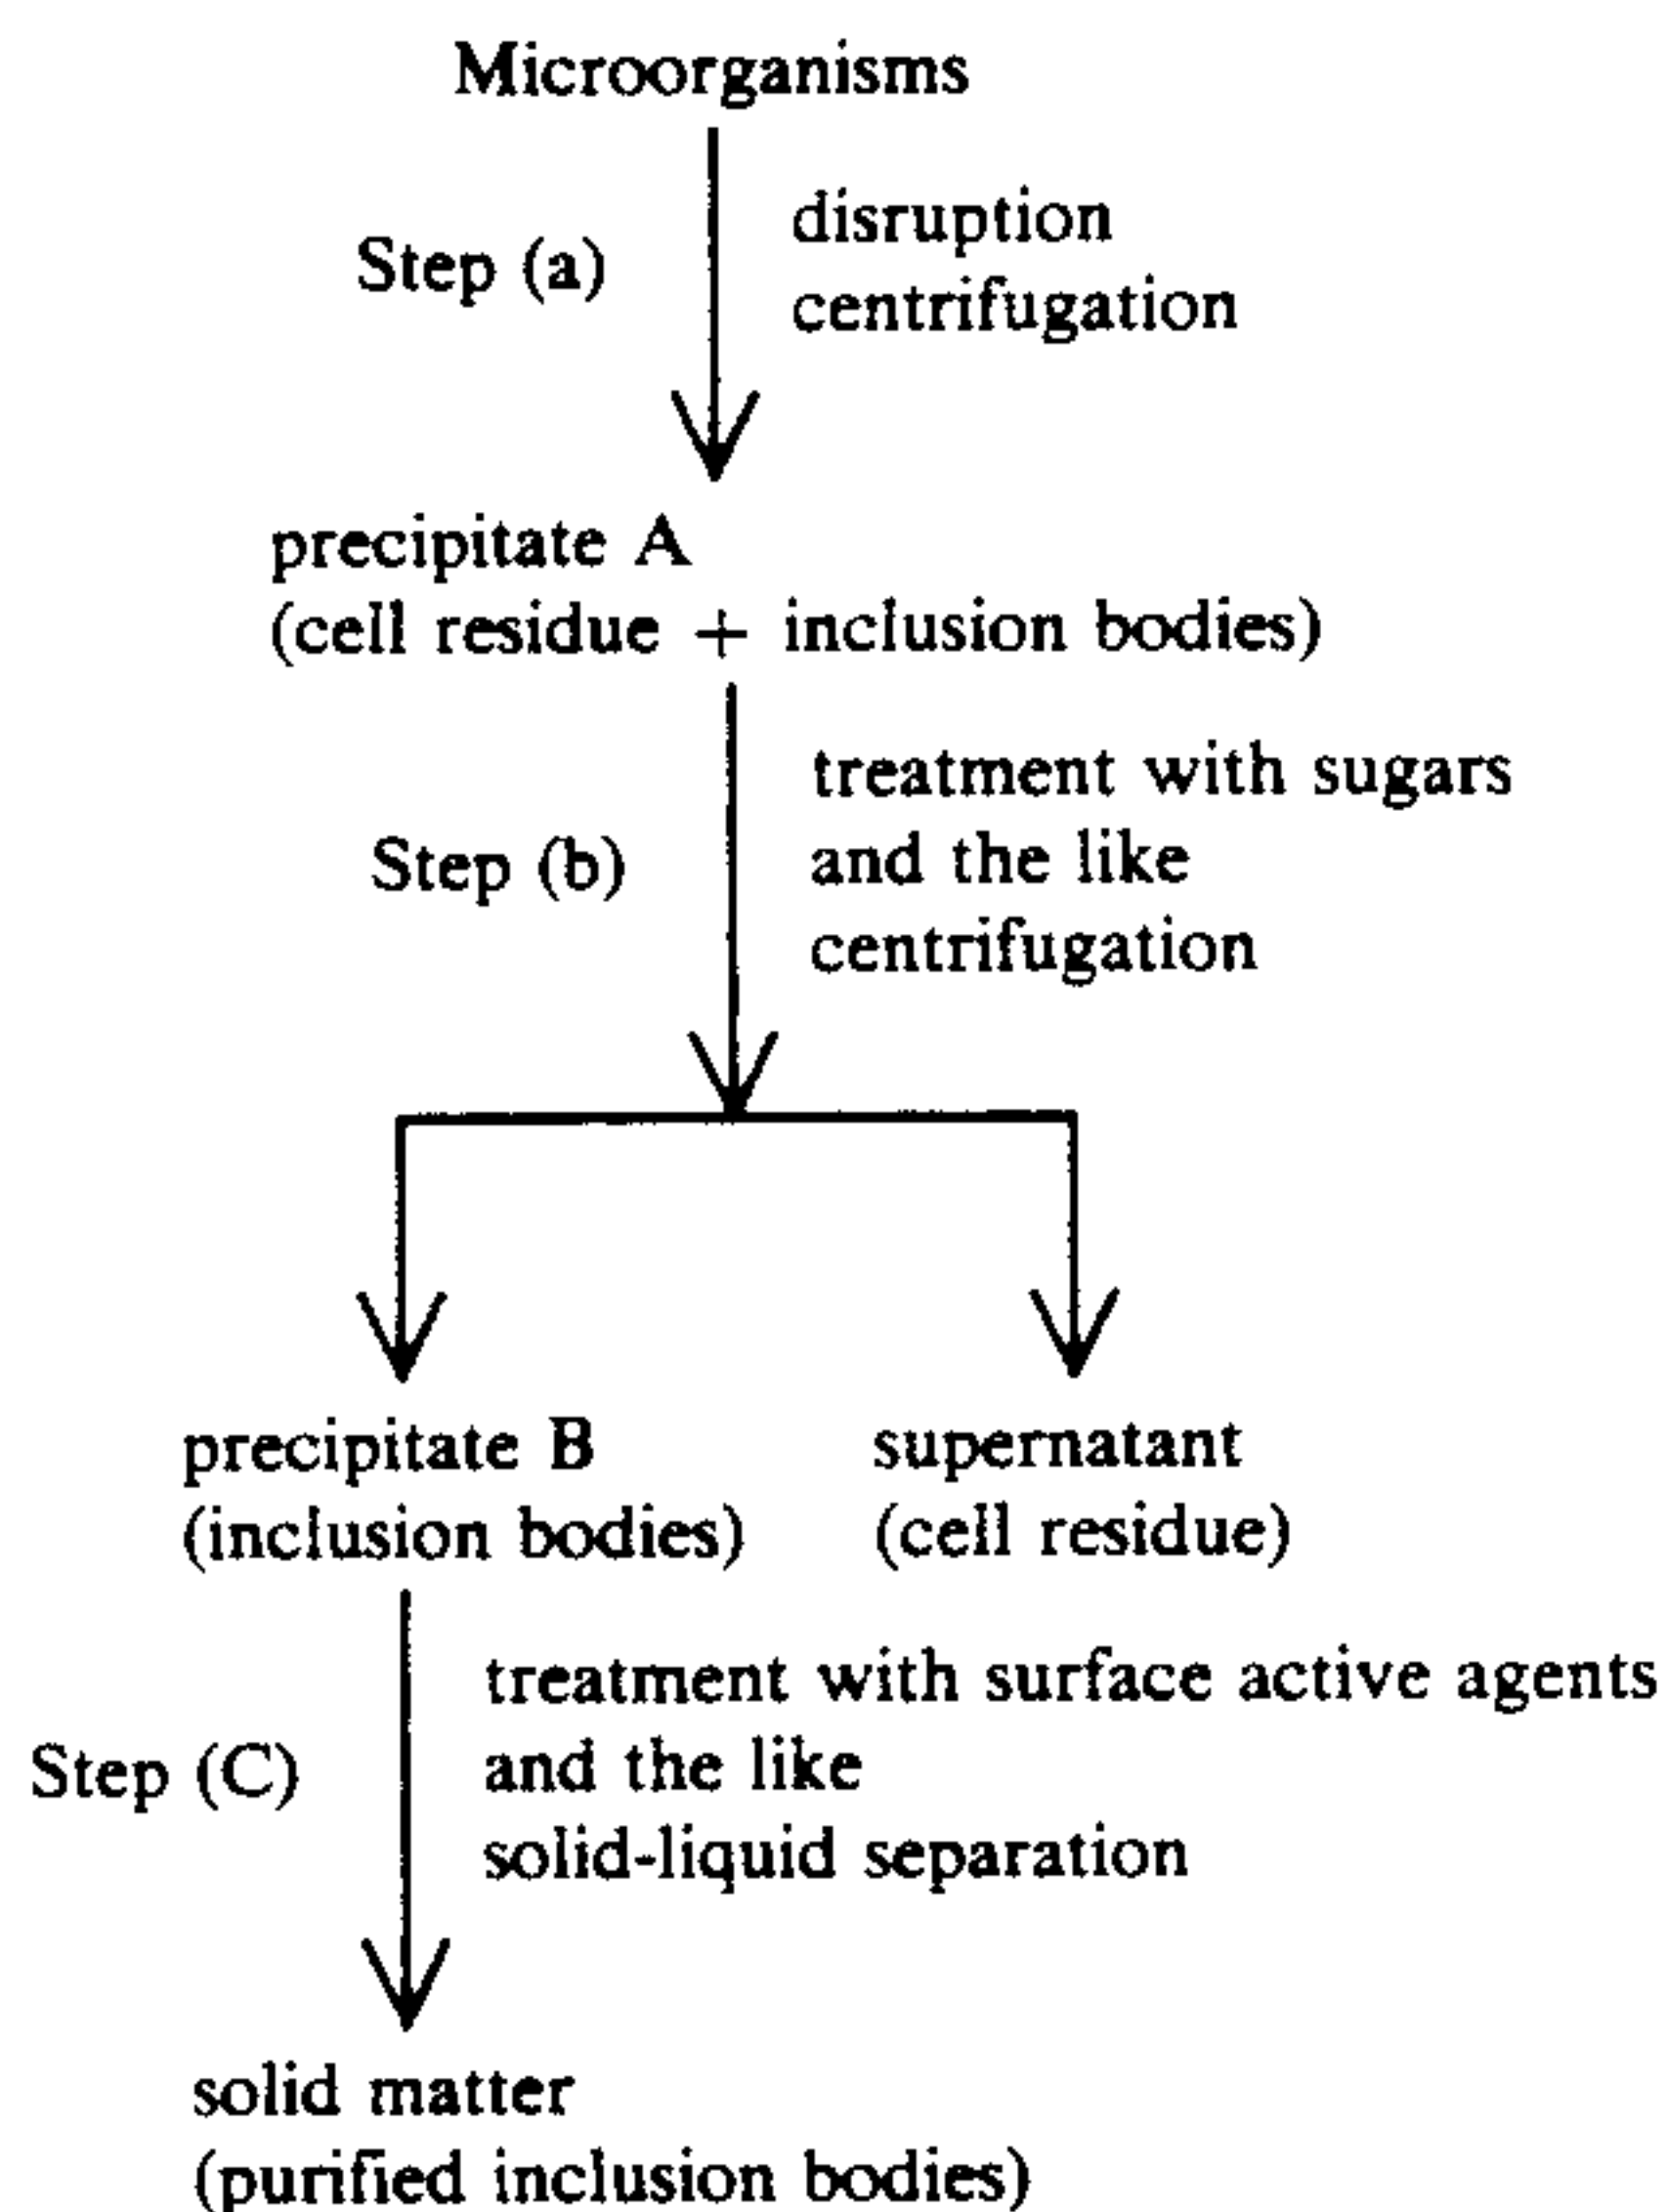 Microorganisms
Step (a)
disruption
centrifugation
precipitate A
(cell residue + inclusion bodies)
Step (b)
treatment with sugars
and the like
centrifugation
precipitate B
(inclusion bodies)
supernatant
(cell residue)
Step (C)
treatment with surface active agents
and the like
solid-liquid separation
solid matter
(purified inclusion bodies)